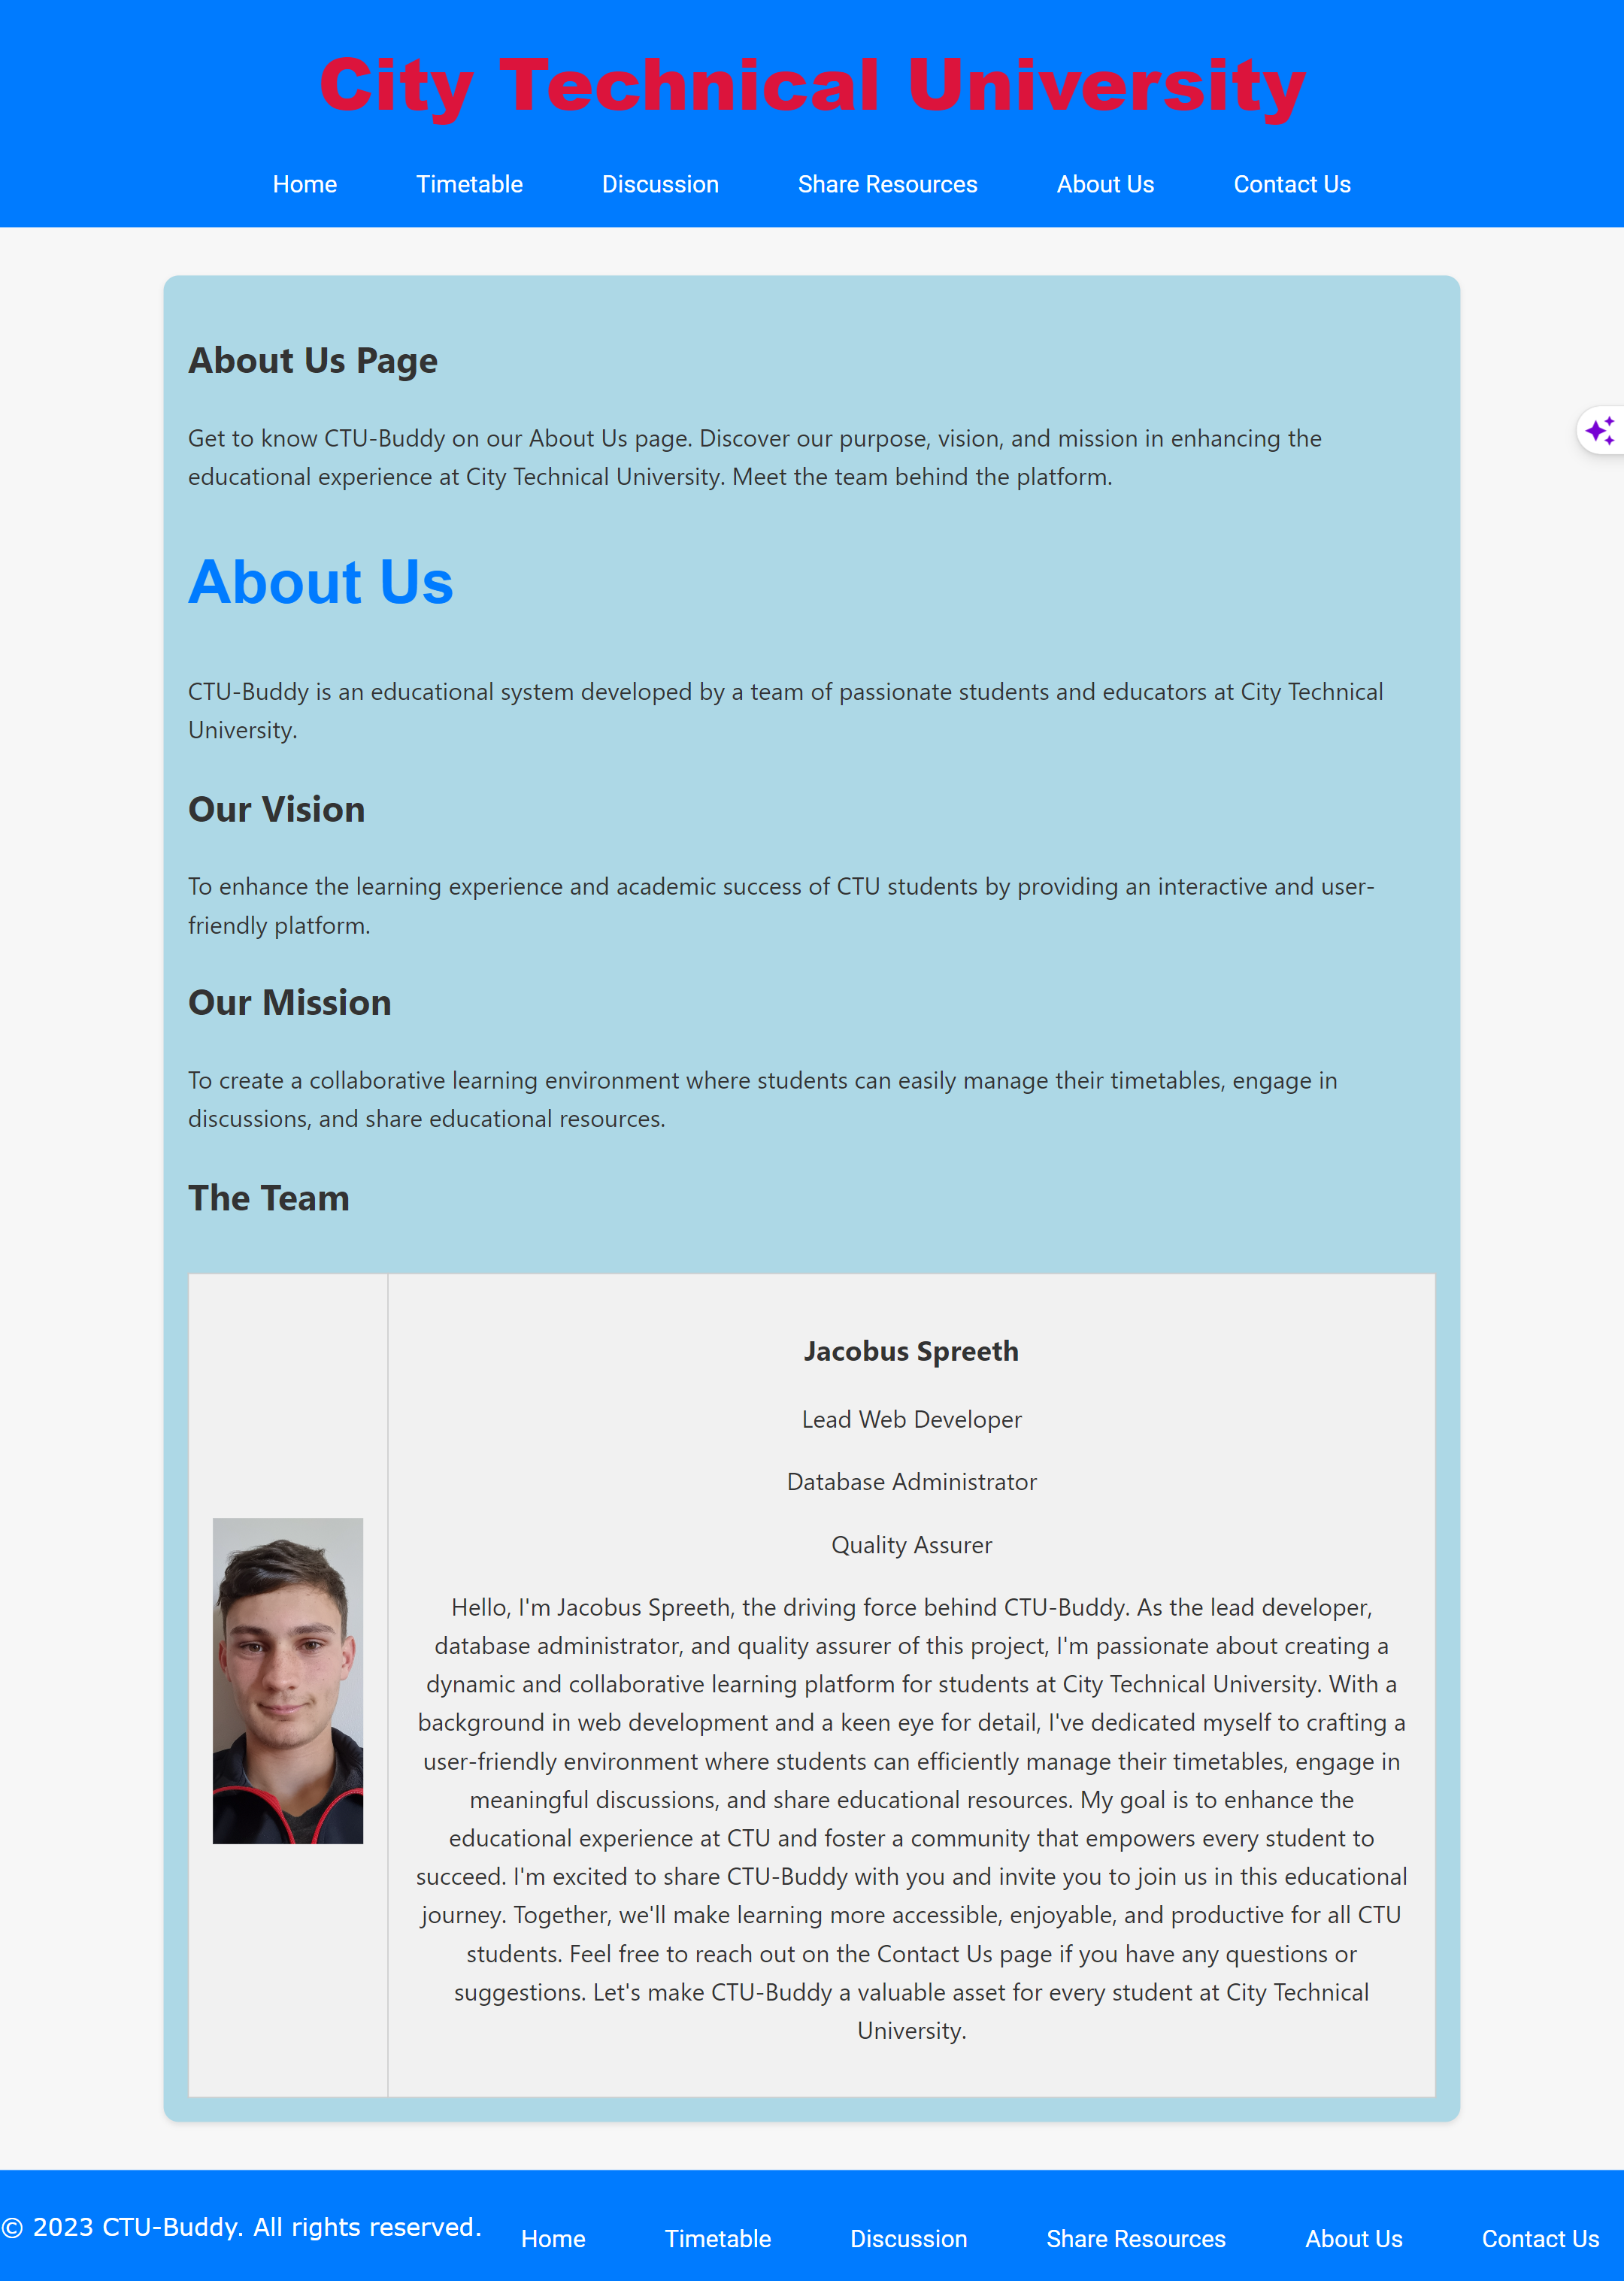 City Technical University
Home Timetable Discussion Share Resources About Us Contact Us
About Us Page
Get to know CTU-Buddy on our About Us page. Discover our purpose, vision, and mission in enhancing the
educational experience at City Technical University. Meet the team behind the platform.
About Us
CTU-Buddy is an educational system developed by a team of passionate students and educators at City Technical
University.
Our Vision
To enhance the learning experience and academic success of CTU students by providing an interactive and user-
friendly platform.
Our Mission
To create a collaborative learning environment where students can easily manage their timetables, engage in
discussions, and share educational resources.
The Team
Jacobus Spreeth
Lead Web Developer
Database Administrator
Quality Assurer
Hello, I'm Jacobus Spreeth, the driving force behind CTU-Buddy. As the lead developer,
database administrator, and quality assurer of this project, I'm passionate about creating a
dynamic and collaborative learning platform for students at City Technical University. With a
background in web development and a keen eye for detail, I've dedicated myself to crafting a
user-friendly environment where students can efficiently manage their timetables, engage in
meaningful discussions, and share educational resources. My goal is to enhance the
educational experience at CTU and foster a community that empowers every student to
succeed. I'm excited to share CTU-Buddy with you and invite you to join us in this educational
journey. Together, we'll make learning more accessible, enjoyable, and productive for all CTU
students. Feel free to reach out on the Contact Us page if you have any questions or
suggestions. Let's make CTU-Buddy a valuable asset for every student at City Technical
University.
© 2023 CTU-Buddy. All rights reserved. Home Timetable Discussion Share Resources About Us Contact Us